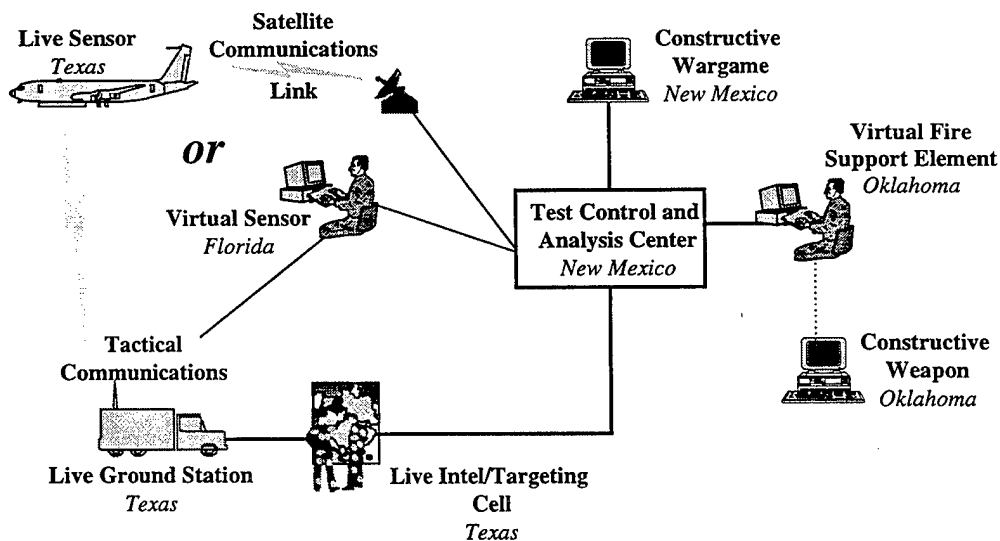 Live Sensor
Texas
Satellite
Communications
Link
or
Constructive
Wargame
New Mexico
Virtual Fire
Support Element
Oklahoma
Virtual Sensor
Florida
Test Control and
Analysis Center
New Mexico
Tactical
Communications
Constructive
Weapon
Oklahoma
Live Ground Station
Texas
Live Intel/Targeting
Cell
Texas